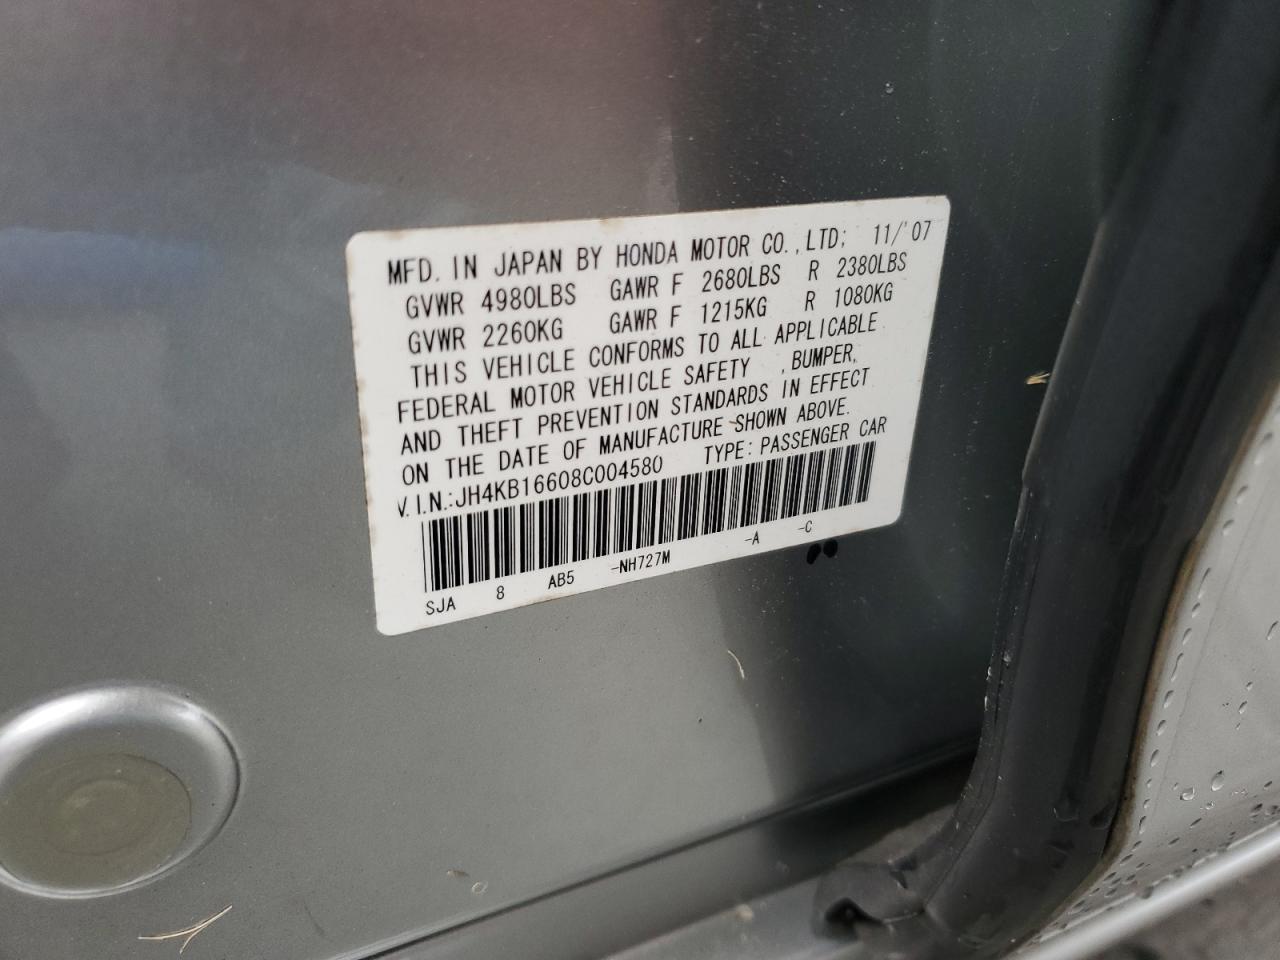 MFD. IN JAPAN BY HONDA MOTOR CO.,LTD; 11/'07
GVWR 4980LBS GAWR F 2680LBS R 2380LBS
GVWR 2260KG GAWR F 1215KG R 1080KG
THIS VEHICLE CONFORMS TO ALL APPLICABLE
FEDERAL MOTOR VEHICLE SAFETY ,BUMPER,
AND THEFT PREVENTION STANDARDS IN EFFECT
ON THE DATE OF MANUFACTURE SHOWN ABOVE.
V.I.N.:JH4KB16608C004580 TYPE:PASSENGER CAR
SJA 8 AB5 -NH727M -A -C